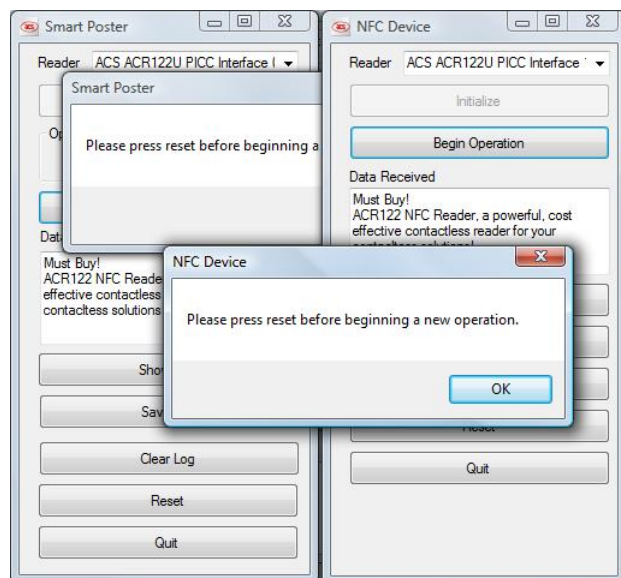 Smart Poster
Reader ACS ACR122U PICC Interface (
Smart Poster
Please press reset before beginning a
Must Buy!
ACR122 NFC Reade
effective contactless
contacltess solutions
Clear Log
Reset
Quit
NFC Device
Reader ACS ACR122U PICC Interface
Initialize
Begin Operation
Data Received
Must Buy!
ACR122 NFC Reader, a powerful, cost
effective contactless reader for your
NFC Device
Please press reset before beginning a new operation.
OK
Reset
Quit